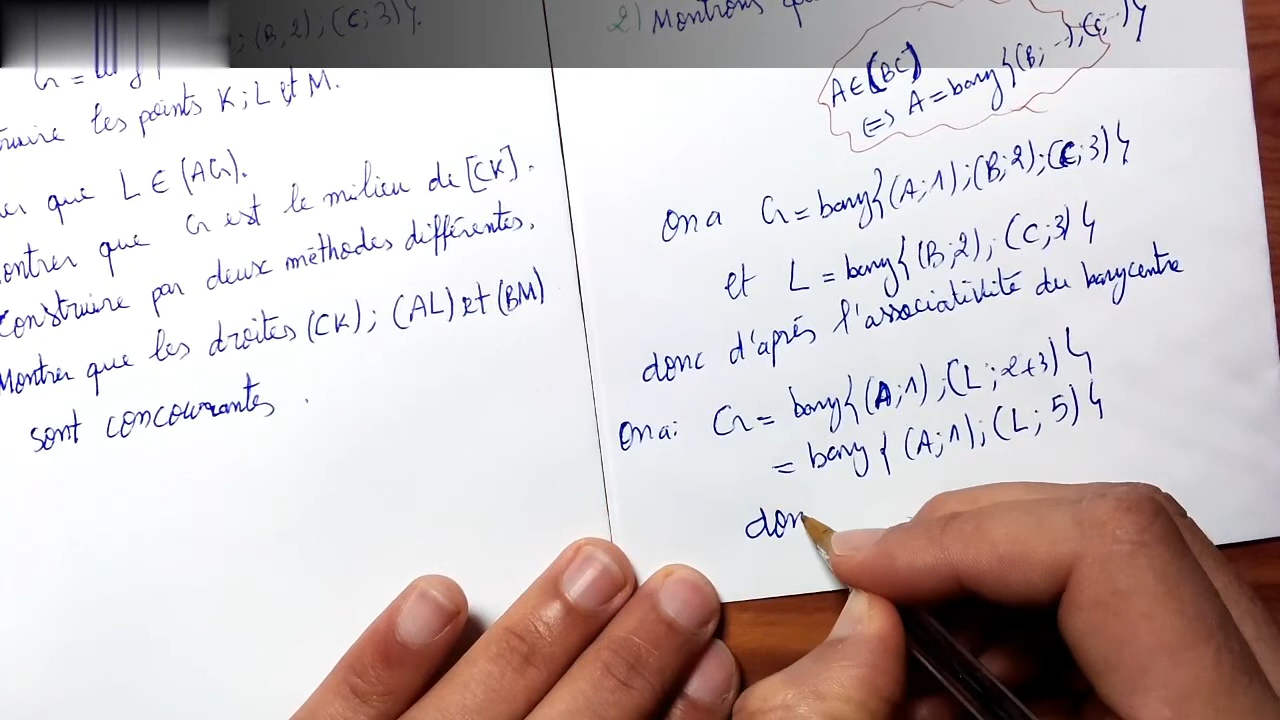 ; (B,2) ; (C; 3) }.
G =
les points K ; L et M.
que L ∈ (AG).
ontrer que G est le milieu de [CK].
Construire par deux méthodes différentes.
Montrer que les droites (CK) ; (AL) et (BM)
sont concourantes.
2) Montrons
A ∈ (BC)
<=> A = bary{(B; --) ; (C; --)}
On a G = bary{(A;1) ; (B;2) ; (C;3)}
et L = bary{(B;2) ; (C;3)}
donc d'après l'associativité du barycentre
On a: G = bary{(A;1) ; (L; 2+3)}
= bary{(A;1) ; (L; 5)}
don